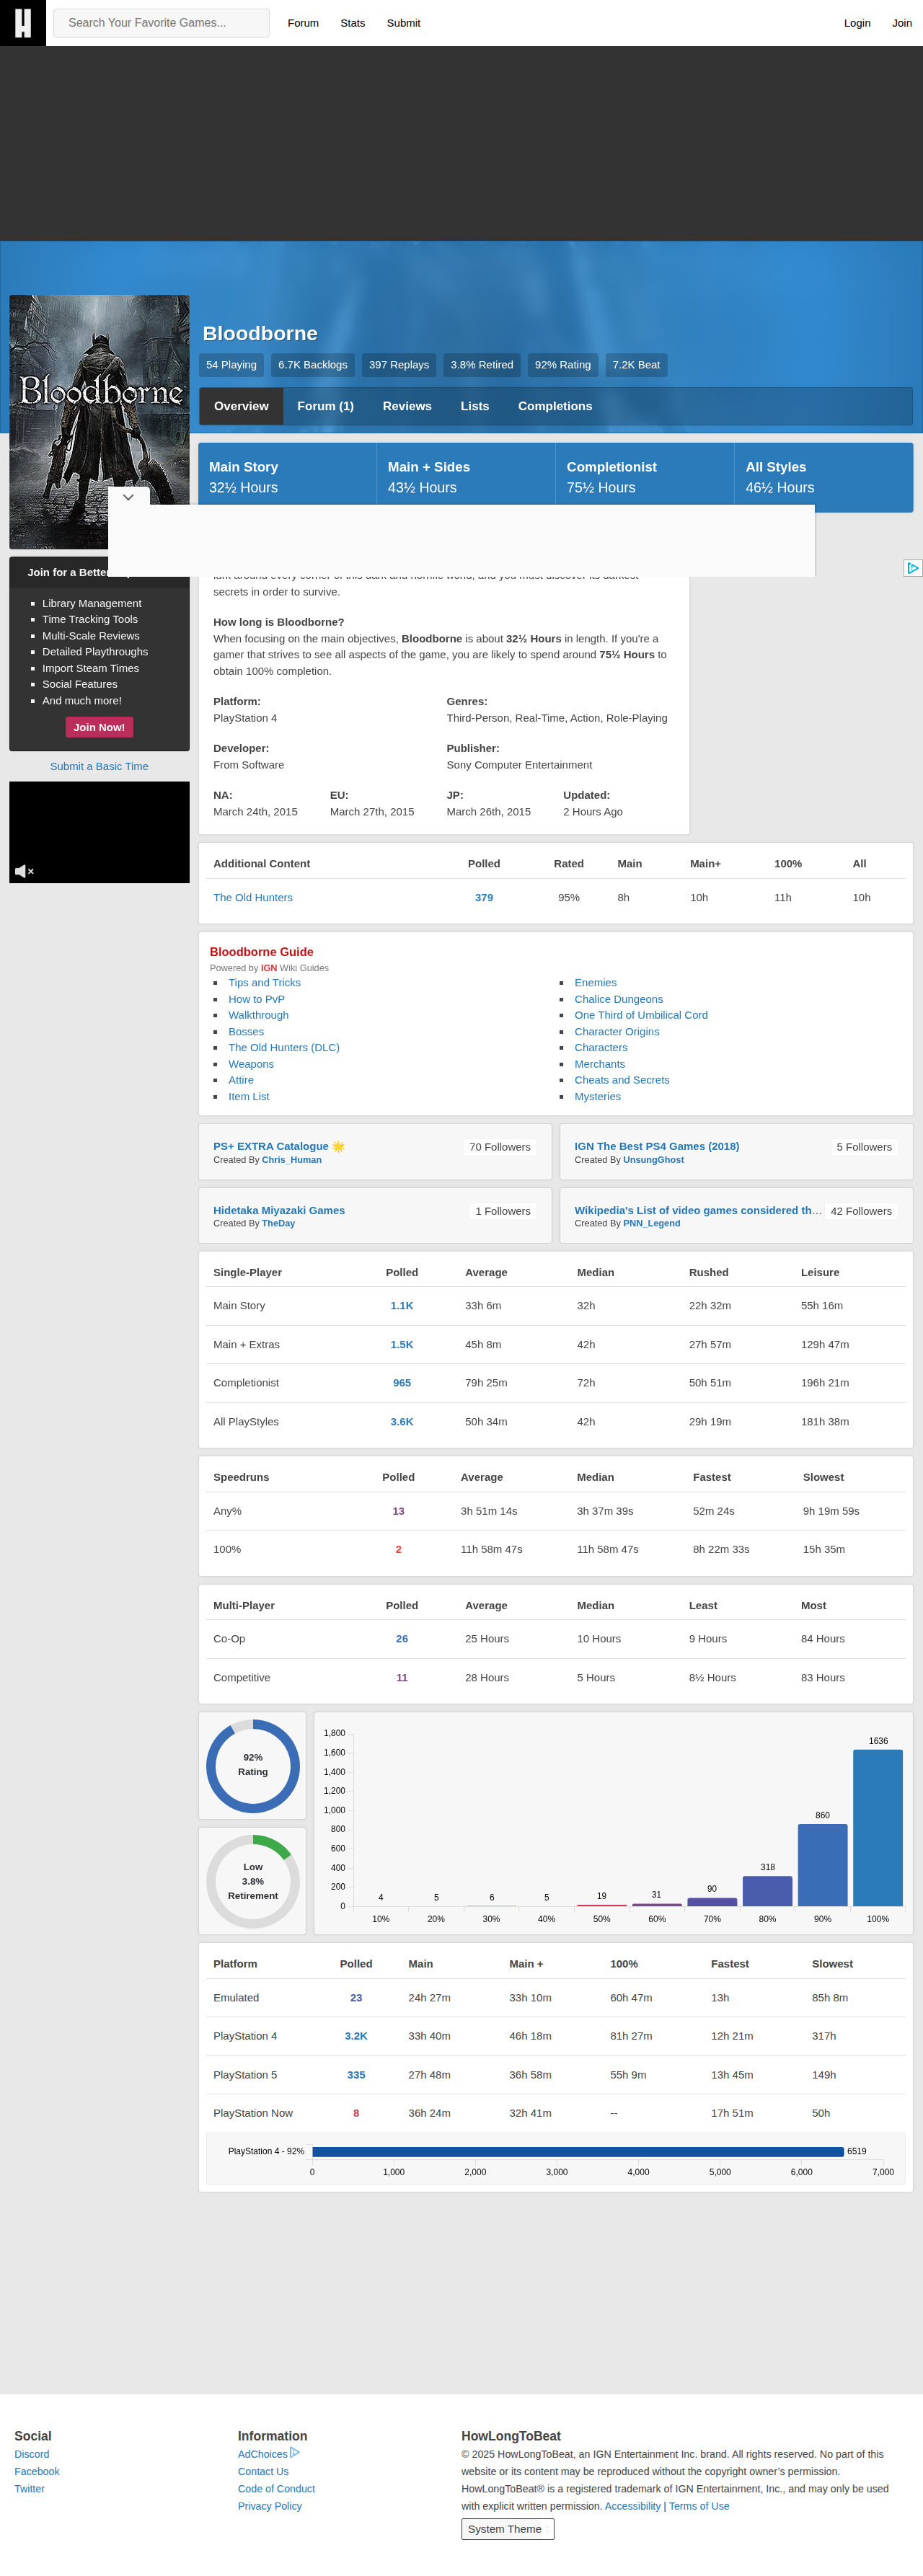 H
Search Your Favorite Games...
Forum
Stats
Submit
Login
Join
Bloodborne
Bloodborne
54 Playing
6.7K Backlogs
397 Replays
3.8% Retired
92% Rating
7.2K Beat
Overview
Forum (1)
Reviews
Lists
Completions
Main Story
32½ Hours
Main + Sides
43½ Hours
Completionist
75½ Hours
All Styles
46½ Hours
Join for a Better
Library Management
Time Tracking Tools
Multi-Scale Reviews
Detailed Playthroughs
Import Steam Times
Social Features
And much more!
Join Now!
Submit a Basic Time
lurk around every corner of this dark and horrific world, and you must discover its darkest
secrets in order to survive.
How long is Bloodborne?
When focusing on the main objectives, Bloodborne is about 32½ Hours in length. If you're a
gamer that strives to see all aspects of the game, you are likely to spend around 75½ Hours to
obtain 100% completion.
Platform:
PlayStation 4
Genres:
Third-Person, Real-Time, Action, Role-Playing
Developer:
From Software
Publisher:
Sony Computer Entertainment
NA:
March 24th, 2015
EU:
March 27th, 2015
JP:
March 26th, 2015
Updated:
2 Hours Ago
Additional Content Polled Rated Main Main+ 100% All
The Old Hunters 379 95% 8h 10h 11h 10h
Bloodborne Guide
Powered by IGN Wiki Guides
Tips and Tricks
How to PvP
Walkthrough
Bosses
The Old Hunters (DLC)
Weapons
Attire
Item List
Enemies
Chalice Dungeons
One Third of Umbilical Cord
Character Origins
Characters
Merchants
Cheats and Secrets
Mysteries
PS+ EXTRA Catalogue 🌟
70 Followers
Created By Chris_Human
IGN The Best PS4 Games (2018)
5 Followers
Created By UnsungGhost
Hidetaka Miyazaki Games
1 Followers
Created By TheDay
Wikipedia's List of video games considered th…
42 Followers
Created By PNN_Legend
Single-Player Polled Average Median Rushed Leisure
Main Story 1.1K 33h 6m 32h 22h 32m 55h 16m
Main + Extras 1.5K 45h 8m 42h 27h 57m 129h 47m
Completionist 965 79h 25m 72h 50h 51m 196h 21m
All PlayStyles 3.6K 50h 34m 42h 29h 19m 181h 38m
Speedruns Polled Average Median Fastest Slowest
Any% 13 3h 51m 14s 3h 37m 39s 52m 24s 9h 19m 59s
100% 2 11h 58m 47s 11h 58m 47s 8h 22m 33s 15h 35m
Multi-Player Polled Average Median Least Most
Co-Op 26 25 Hours 10 Hours 9 Hours 84 Hours
Competitive 11 28 Hours 5 Hours 8½ Hours 83 Hours
92%
Rating
Low
3.8%
Retirement
1,800
1,600
1,400
1,200
1,000
800
600
400
200
0
4 5 6 5 19 31 90 318 860 1636
10% 20% 30% 40% 50% 60% 70% 80% 90% 100%
Platform Polled Main Main + 100% Fastest Slowest
Emulated 23 24h 27m 33h 10m 60h 47m 13h 85h 8m
PlayStation 4 3.2K 33h 40m 46h 18m 81h 27m 12h 21m 317h
PlayStation 5 335 27h 48m 36h 58m 55h 9m 13h 45m 149h
PlayStation Now 8 36h 24m 32h 41m -- 17h 51m 50h
PlayStation 4 - 92% 6519
0 1,000 2,000 3,000 4,000 5,000 6,000 7,000
Social
Discord
Facebook
Twitter
Information
AdChoices
Contact Us
Code of Conduct
Privacy Policy
HowLongToBeat
© 2025 HowLongToBeat, an IGN Entertainment Inc. brand. All rights reserved. No part of this
website or its content may be reproduced without the copyright owner's permission.
HowLongToBeat® is a registered trademark of IGN Entertainment, Inc., and may only be used
with explicit written permission. Accessibility | Terms of Use
System Theme